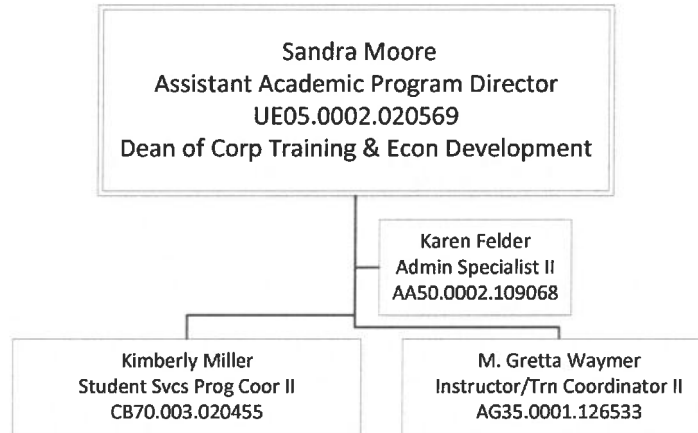 Sandra Moore
Assistant Academic Program Director
UE05.0002.020569
Dean of Corp Training & Econ Development
Karen Felder
Admin Specialist II
AA50.0002.109068
Kimberly Miller
Student Svcs Prog Coor II
CB70.003.020455
M. Gretta Waymer
Instructor/Trn Coordinator II
AG35.0001.126533